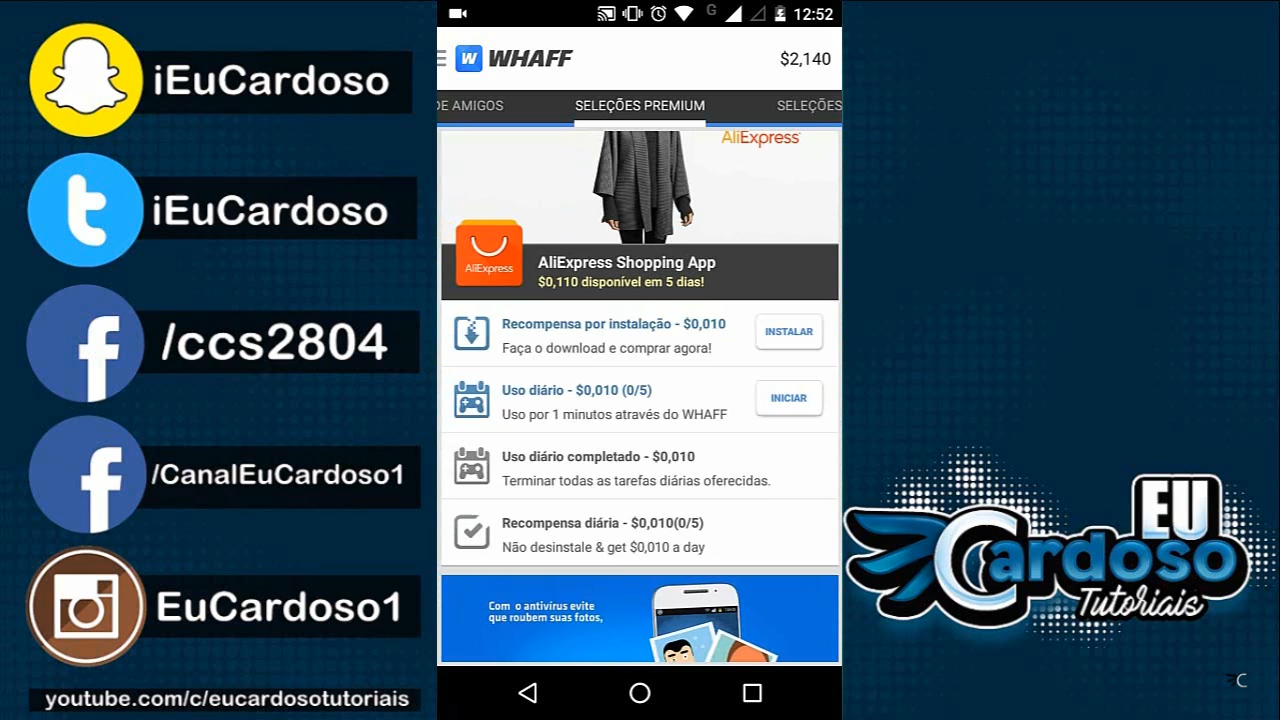 iEuCardoso
iEuCardoso
/ccs2804
/CanalEuCardoso1
EuCardoso1
youtube.com/c/eucardosotutoriais
G
12:52
W WHAFF
$2,140
DE AMIGOS
SELEÇÕES PREMIUM
SELEÇÕES
AliExpress
AliExpress
AliExpress Shopping App
$0,110 disponível em 5 dias!
Recompensa por instalação - $0,010
Faça o download e comprar agora!
INSTALAR
Uso diário - $0,010 (0/5)
Uso por 1 minutos através do WHAFF
INICIAR
Uso diário completado - $0,010
Terminar todas as tarefas diárias oferecidas.
Recompensa diária - $0,010(0/5)
Não desinstale & get $0,010 a day
Com o antivírus evite
que roubem suas fotos,
EU
Cardoso
Tutoriais
C